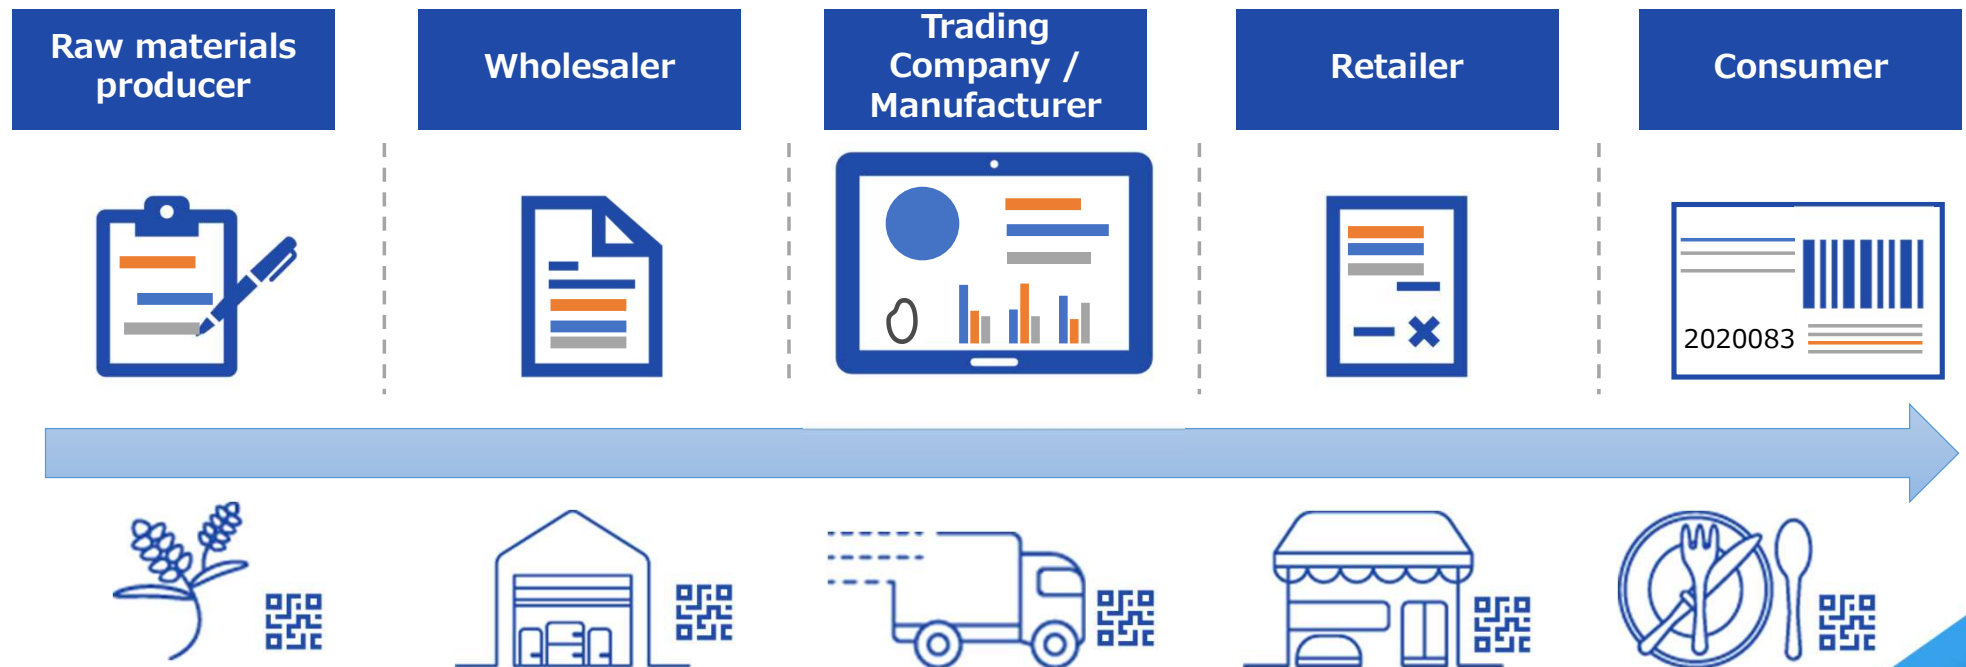 Raw materials
producer
Wholesaler
Trading
Company /
Manufacturer
Retailer
Consumer
2020083